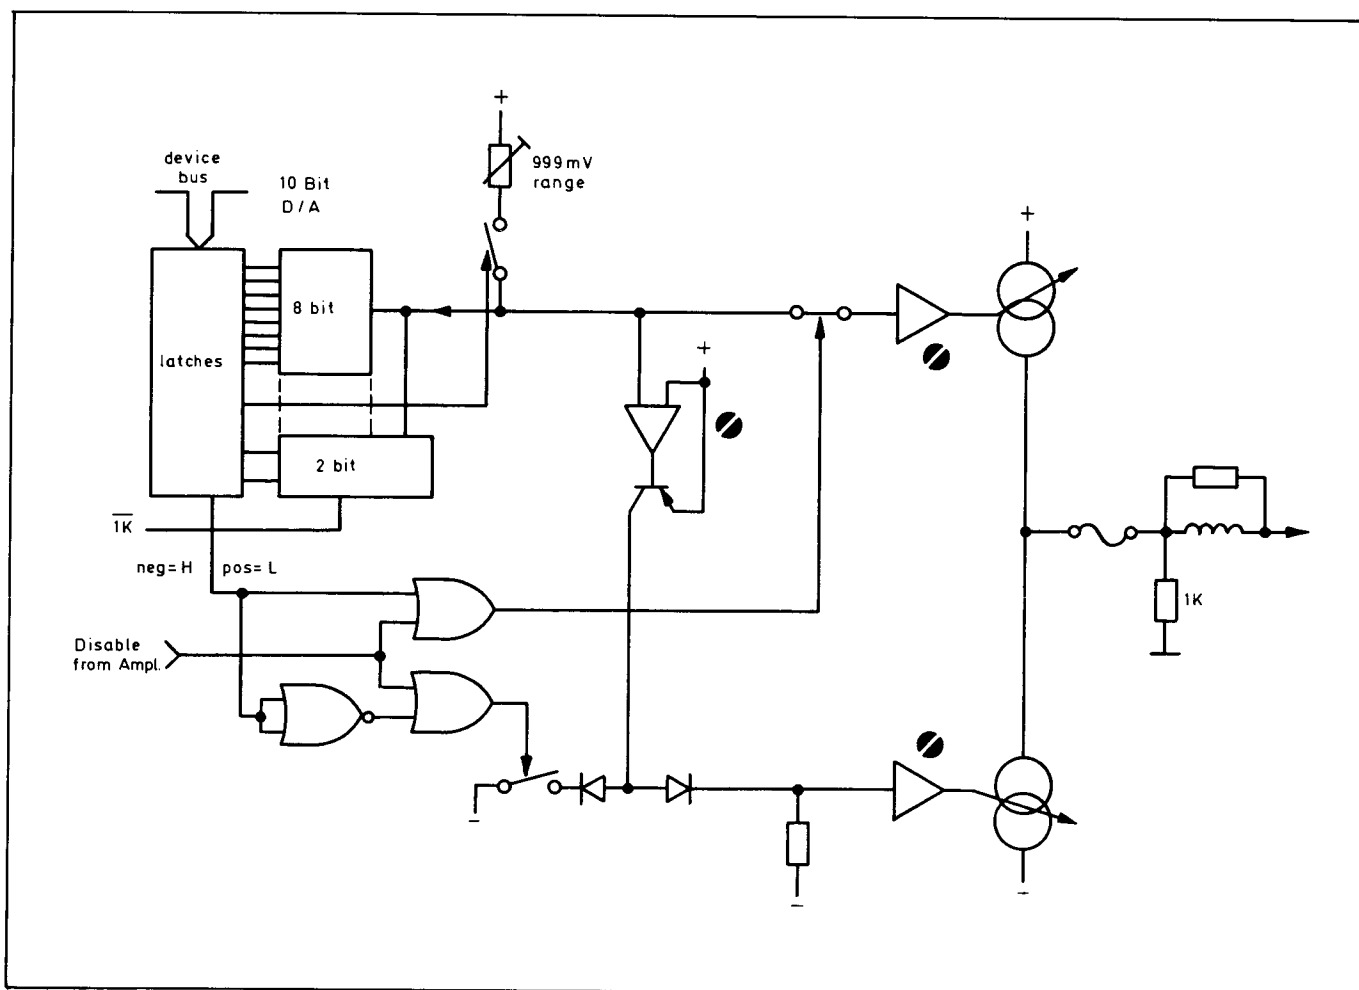 +
device
bus
10 Bit
D/A
999mV
range
+
8 bit
latches
+
2 bit
1K
neg=H pos=L
1K
Disable
from Ampl.
-
-
-